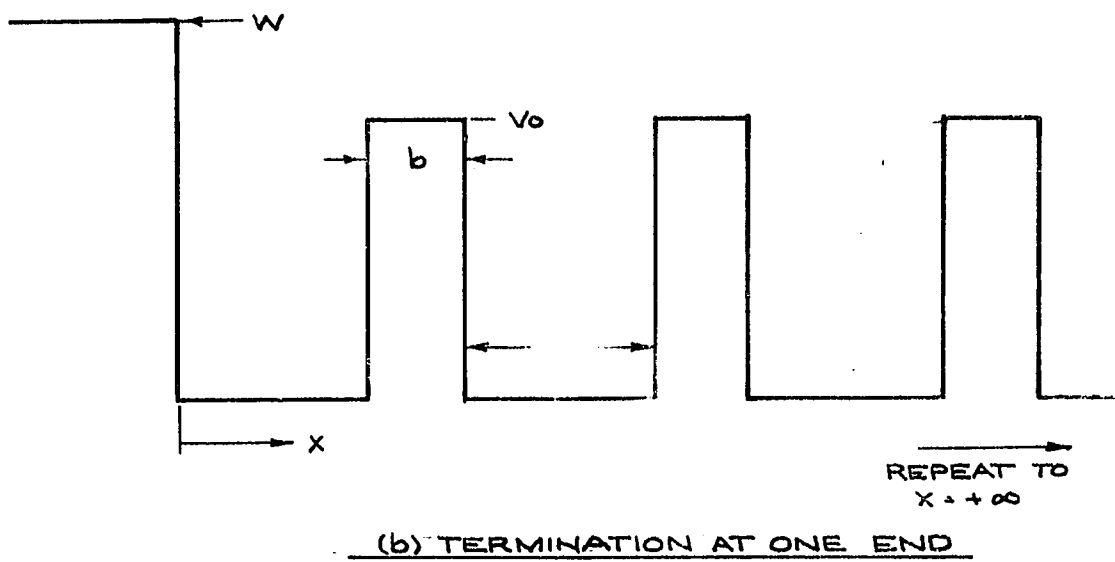 W
Vo
b
X
REPEAT TO
X = + ∞
(b) TERMINATION AT ONE END